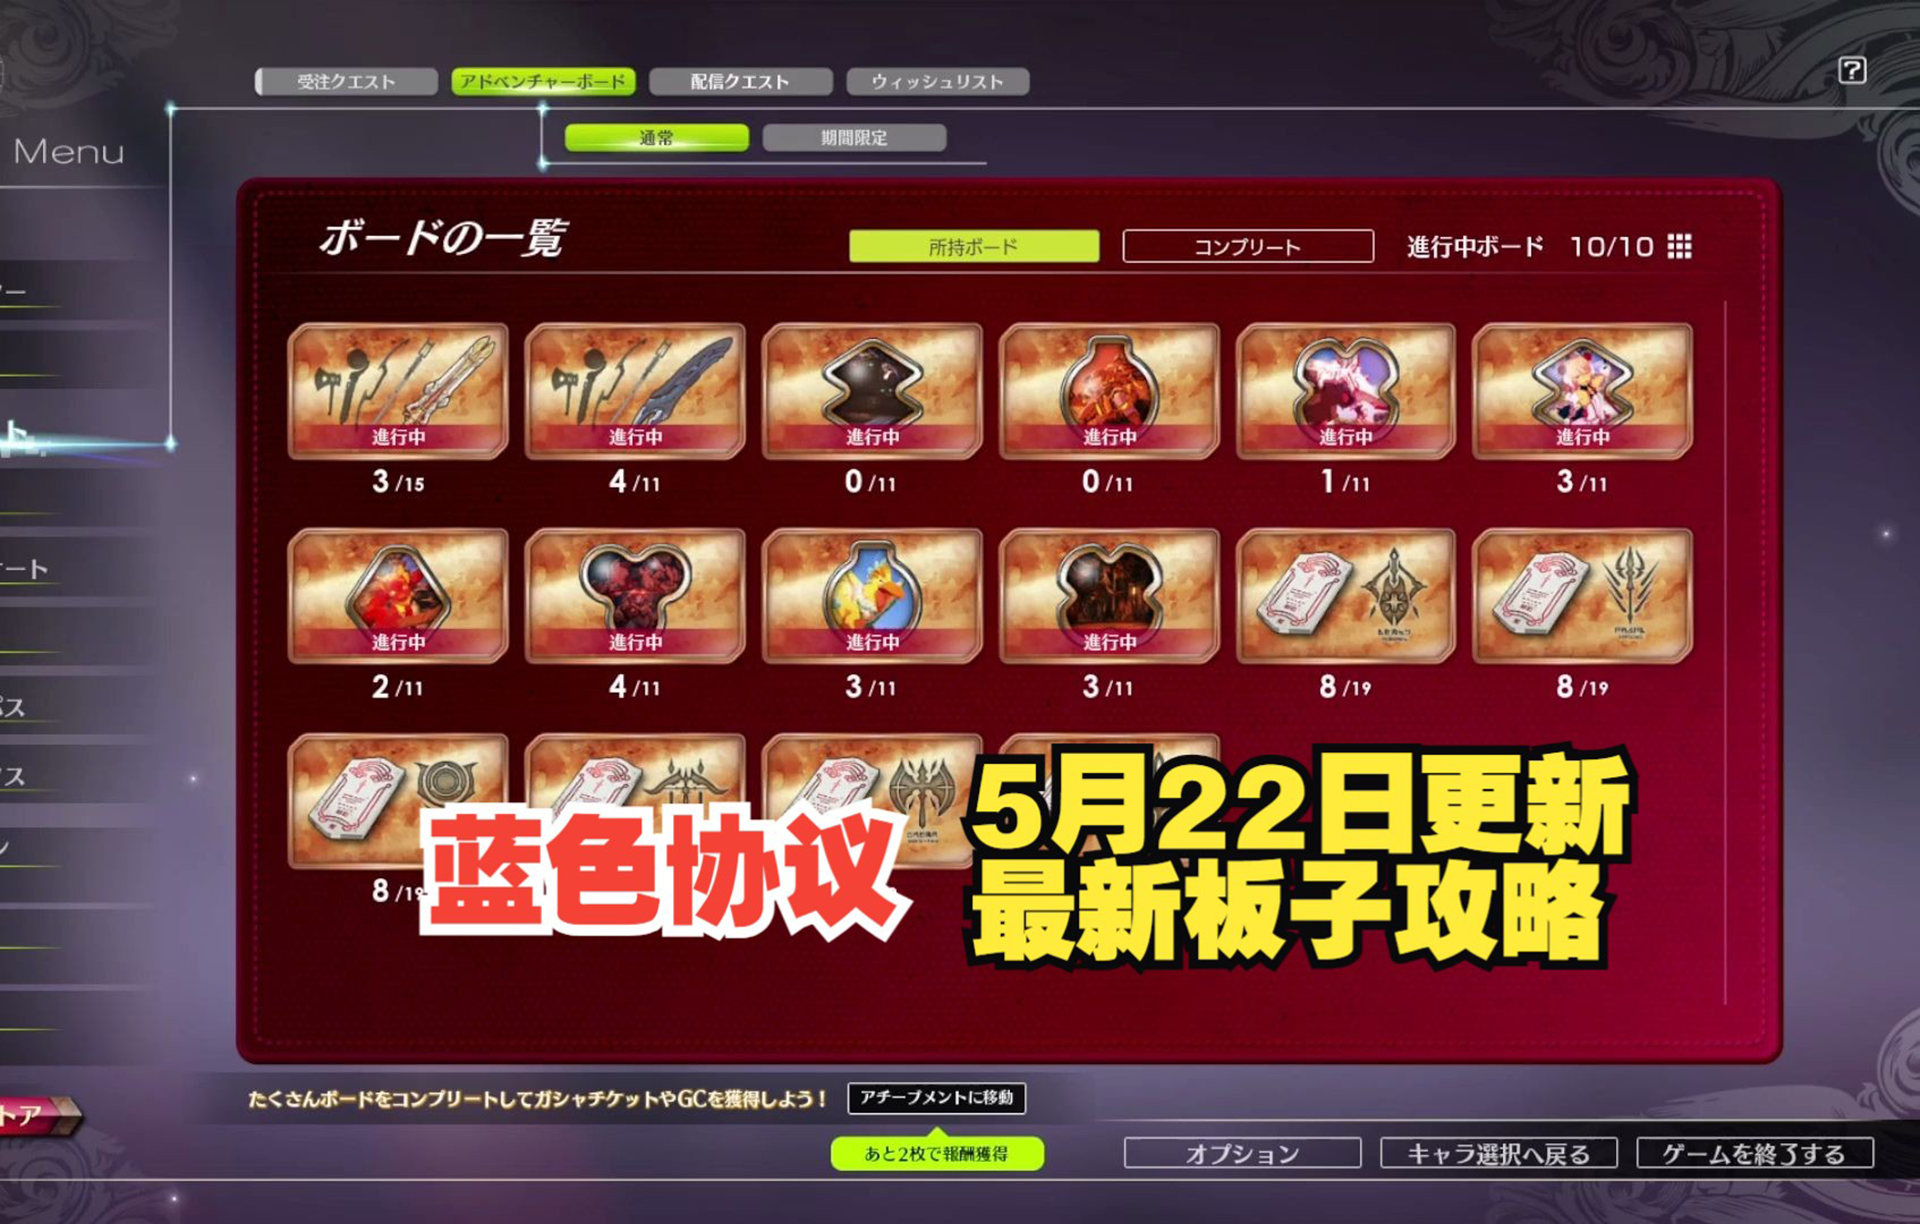 受注クエスト アドベンチャーボード 配信クエスト ウィッシュリスト
通常 期間限定
Menu
ボードの一覧
所持ボード コンプリート 進行中ボード 10/10
進行中 進行中 進行中 進行中 進行中 進行中
3/15 4/11 0/11 0/11 1/11 3/11
進行中 進行中 進行中 進行中
2/11 4/11 3/11 3/11 8/19 8/19
8/19
蓝色协议
5月22日更新
最新板子攻略
たくさんボードをコンプリートしてガシャチケットやGCを獲得しよう！ アチーブメントに移動
あと2枚で報酬獲得
オプション キャラ選択へ戻る ゲームを終了する